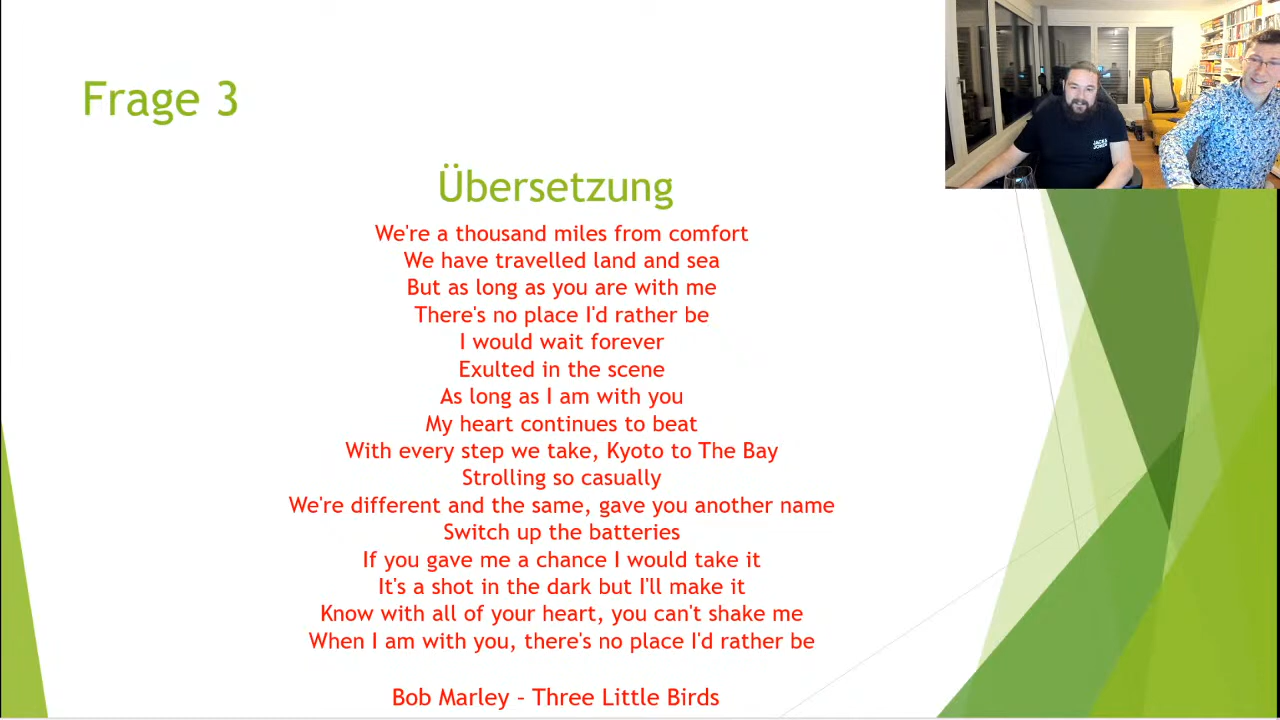 Frage 3
Übersetzung
We're a thousand miles from comfort
We have travelled land and sea
But as long as you are with me
There's no place I'd rather be
I would wait forever
Exulted in the scene
As long as I am with you
My heart continues to beat
With every step we take, Kyoto to The Bay
Strolling so casually
We're different and the same, gave you another name
Switch up the batteries
If you gave me a chance I would take it
It's a shot in the dark but I'll make it
Know with all of your heart, you can't shake me
When I am with you, there's no place I'd rather be
Bob Marley – Three Little Birds
JACK &
JONES